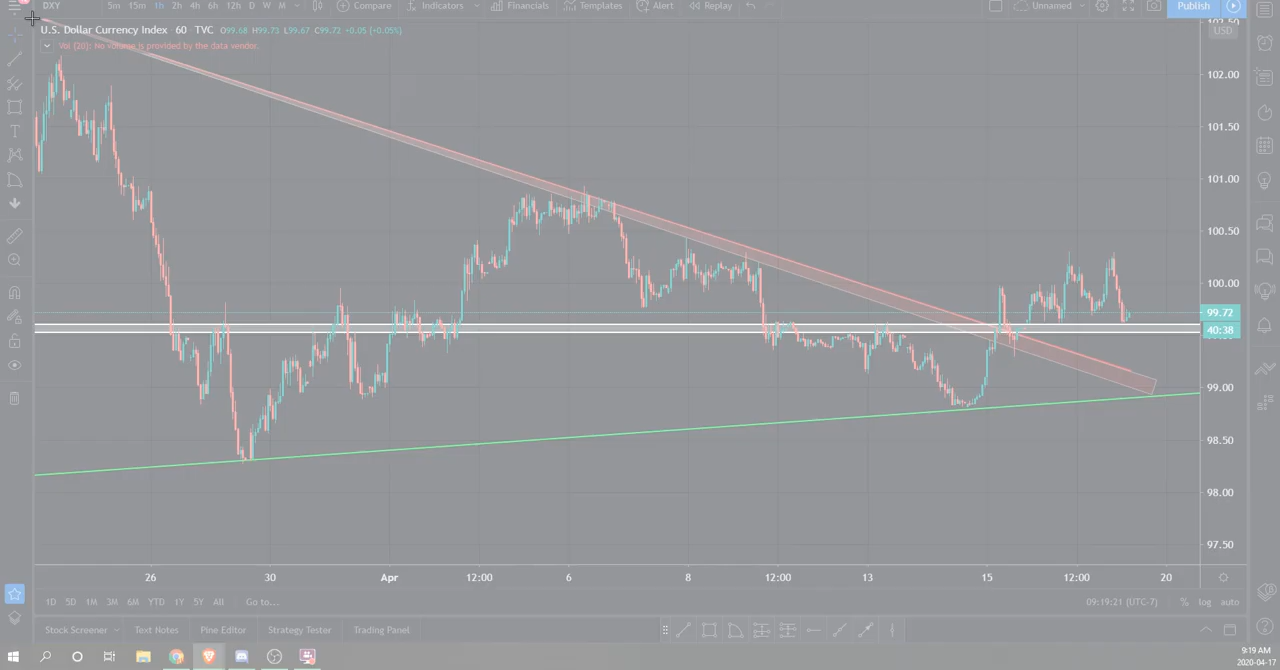 DXY 5m 15m 1h 2h 4h 6h 12h D W M Compare Indicators Financials Templates Alert Replay Unnamed Publish
U.S. Dollar Currency Index · 60 · TVC O99.68 H99.73 L99.67 C99.72 +0.05 (+0.05%)
USD
Vol (20): No volume is provided by the data vendor.
102.00
101.50
101.00
100.50
100.00
99.72
40:38
99.00
98.50
98.00
97.50
26 30 Apr 12:00 6 8 12:00 13 15 12:00 20
1D 5D 1M 3M 6M YTD 1Y 5Y All Go to... 09:19:21 (UTC-7) % log auto
Stock Screener Text Notes Pine Editor Strategy Tester Trading Panel
9:19 AM
2020-04-17